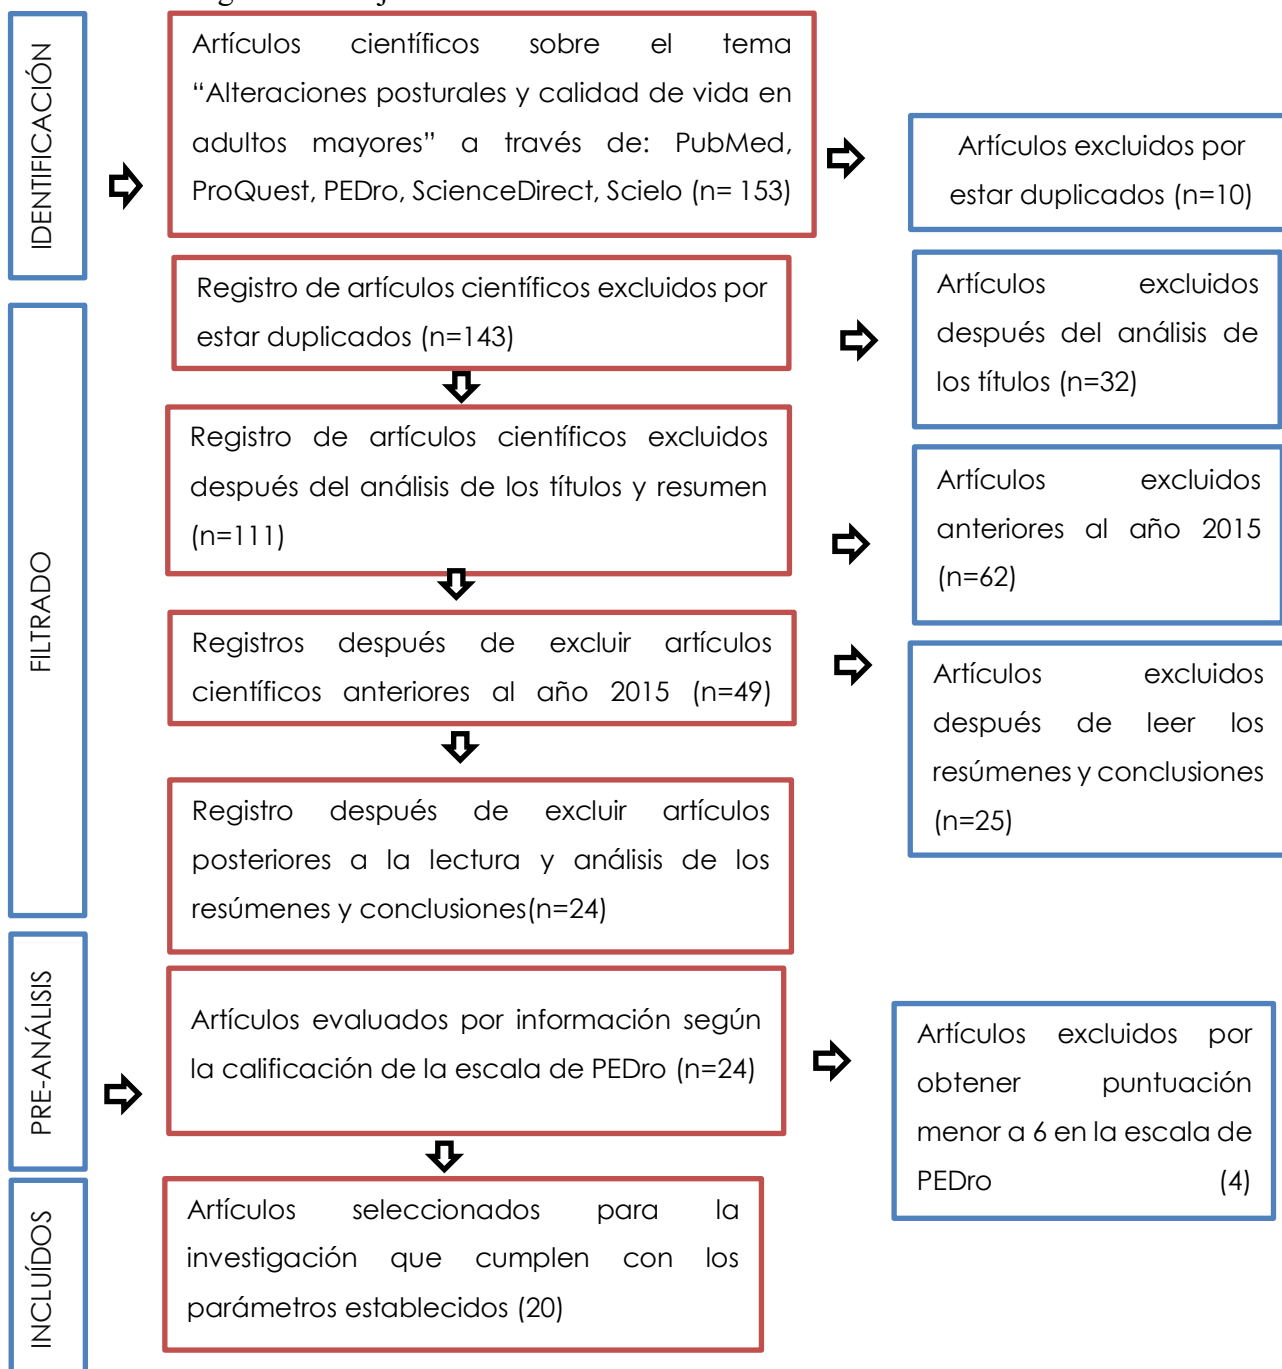 IDENTIFICACIÓN
Artículos científicos sobre el tema
“Alteraciones posturales y calidad de vida en
adultos mayores” a través de: PubMed,
ProQuest, PEDro, ScienceDirect, Scielo (n= 153)
Artículos excluidos por
estar duplicados (n=10)
FILTRADO
Registro de artículos científicos excluidos por
estar duplicados (n=143)
Artículos excluidos
después del análisis de
los títulos (n=32)
Registro de artículos científicos excluidos
después del análisis de los títulos y resumen
(n=111)
Artículos excluidos
anteriores al año 2015
(n=62)
Registros después de excluir artículos
científicos anteriores al año 2015 (n=49)
Artículos excluidos
después de leer los
resúmenes y conclusiones
(n=25)
Registro después de excluir artículos
posteriores a la lectura y análisis de los
resúmenes y conclusiones(n=24)
PRE-ANÁLISIS
Artículos evaluados por información según
la calificación de la escala de PEDro (n=24)
Artículos excluidos por
obtener puntuación
menor a 6 en la escala de
PEDro (4)
INCLUÍDOS
Artículos seleccionados para la
investigación que cumplen con los
parámetros establecidos (20)